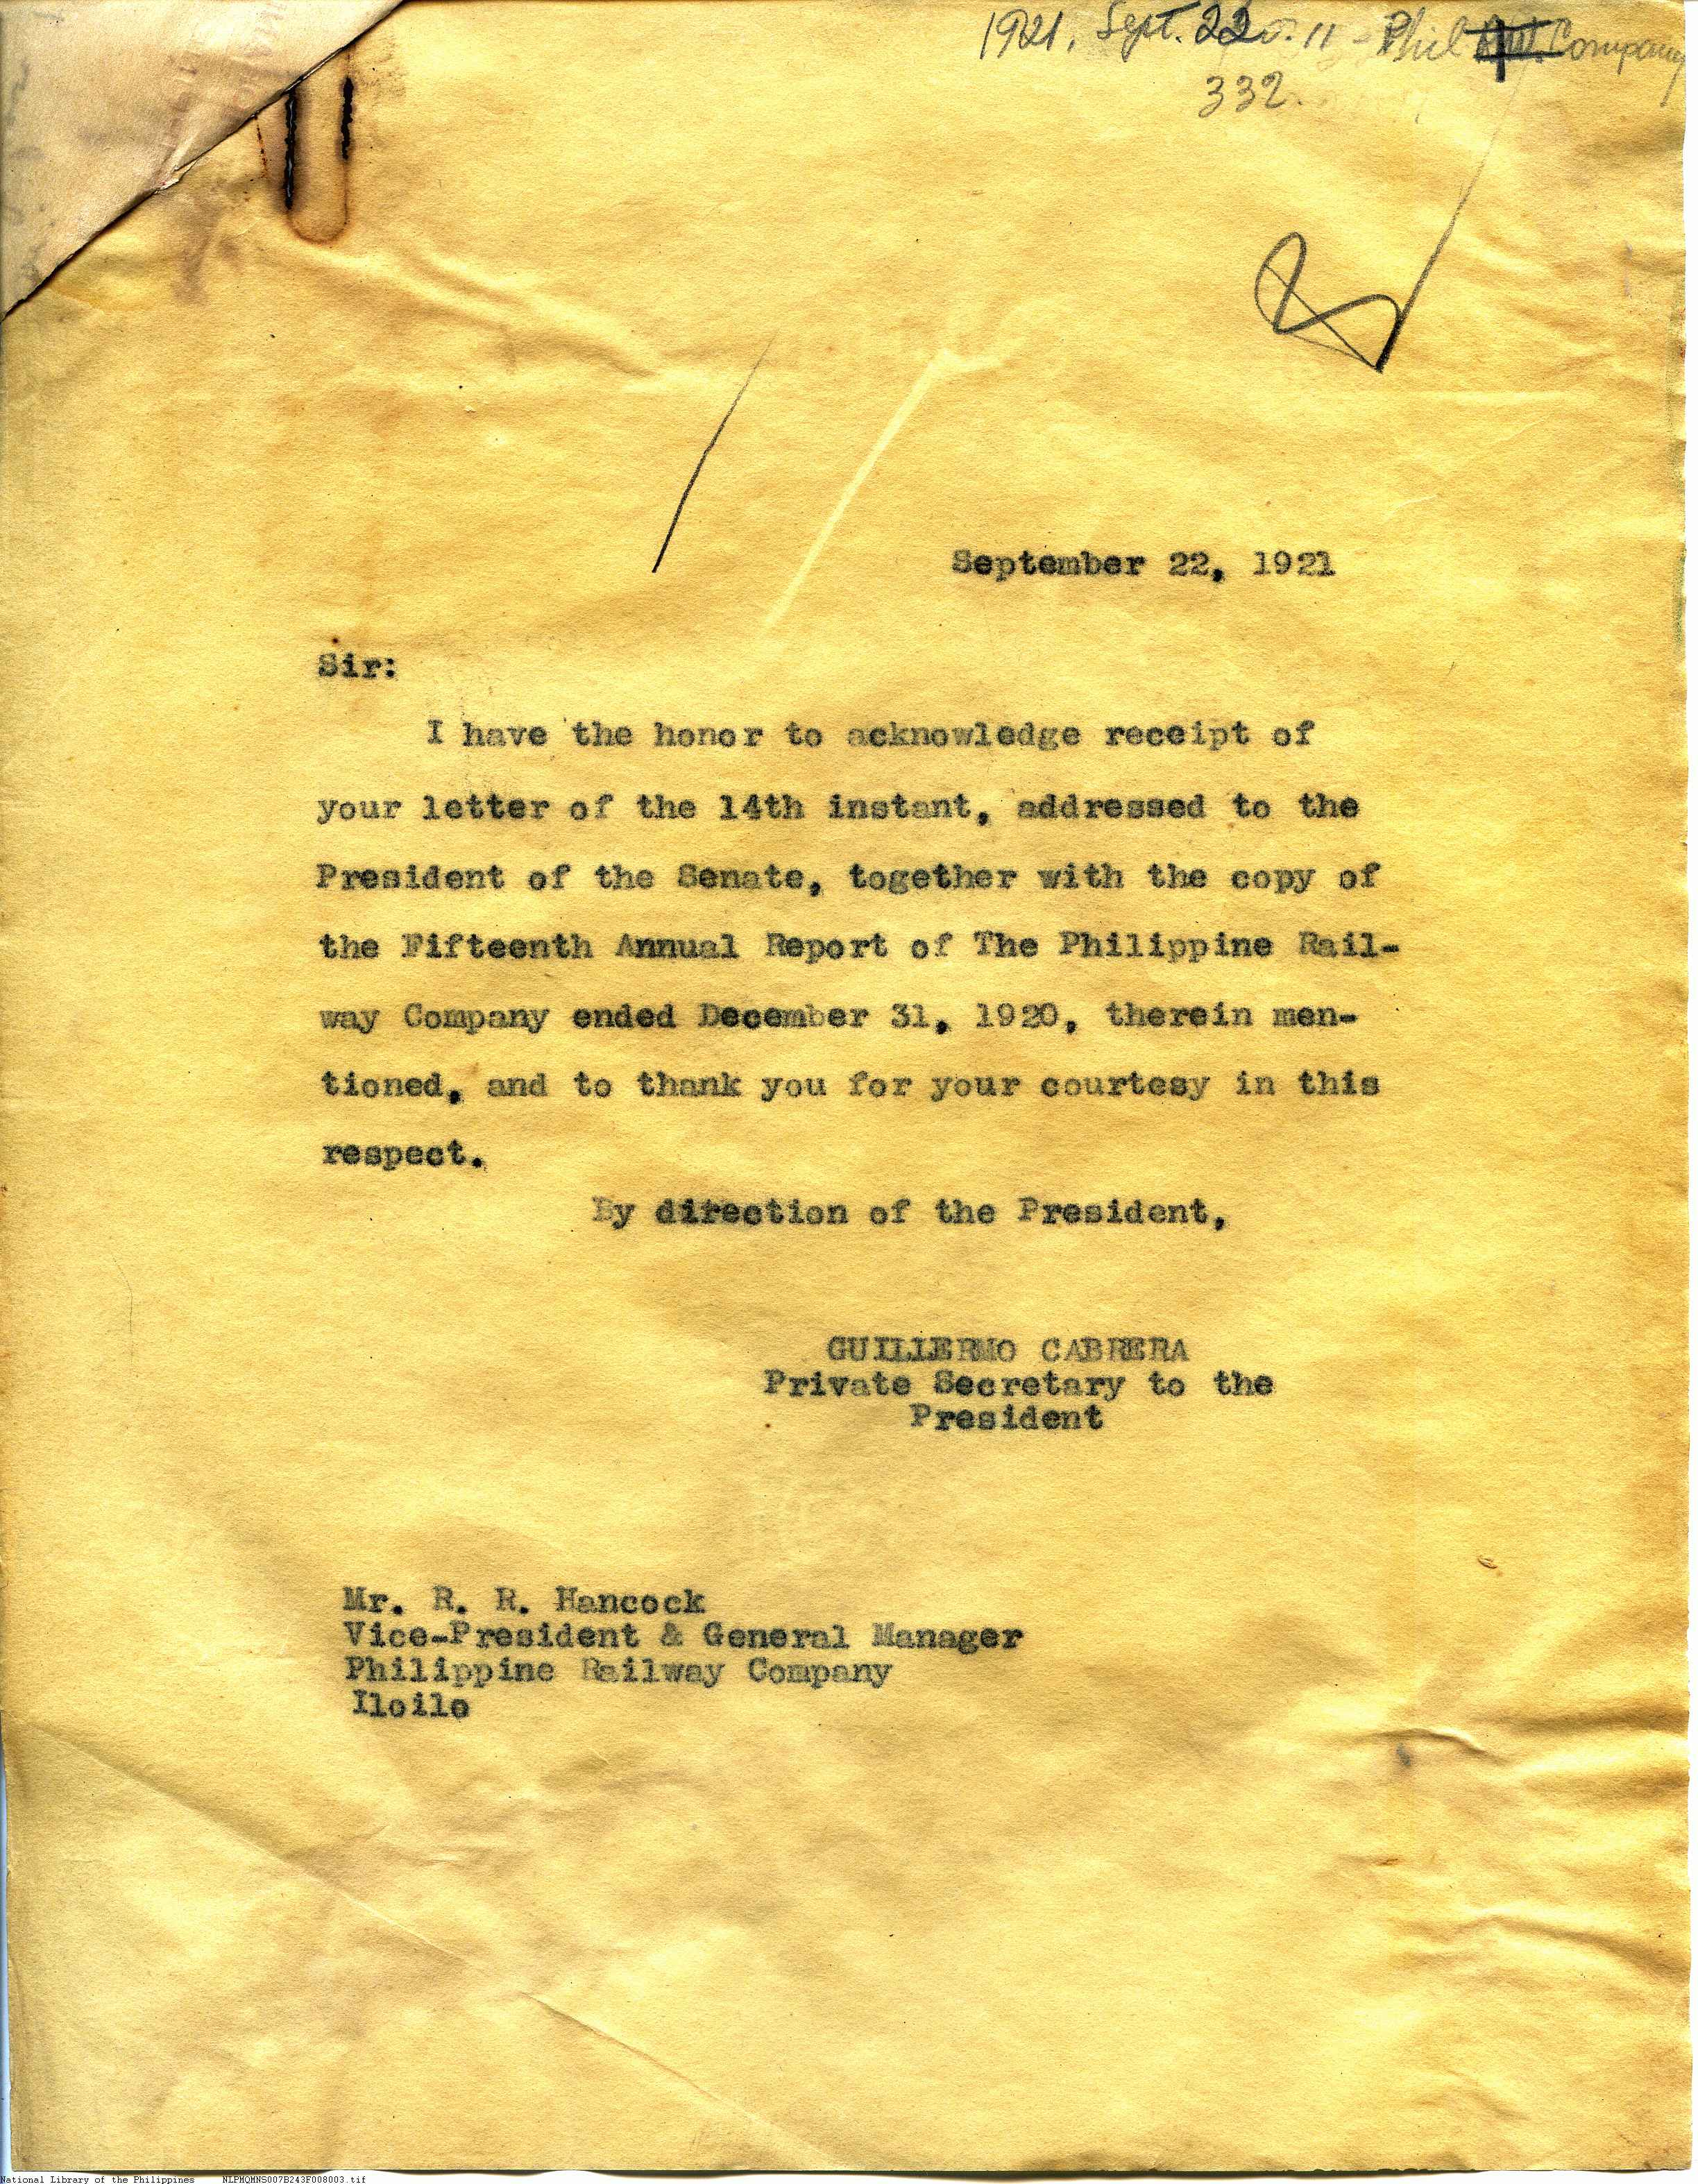 1921. Sept. 22 Phil Company
332.
September 22, 1921
Sir:
I have the honor to acknowledge receipt of
your letter of the 14th instant, addressed to the
President of the Senate, together with the copy of
the Fifteenth Annual Report of The Philippine Rail-
way Company ended December 31, 1920, therein men-
tioned, and to thank you for your courtesy in this
respect.
By direction of the President,
GUILLERMO CABRERA
Private Secretary to the
President
Mr. R. R. Hancock
Vice-President & General Manager
Philippine Railway Company
Iloilo
National Library of the Philippines NLPMQMNS007B243F008003.tif